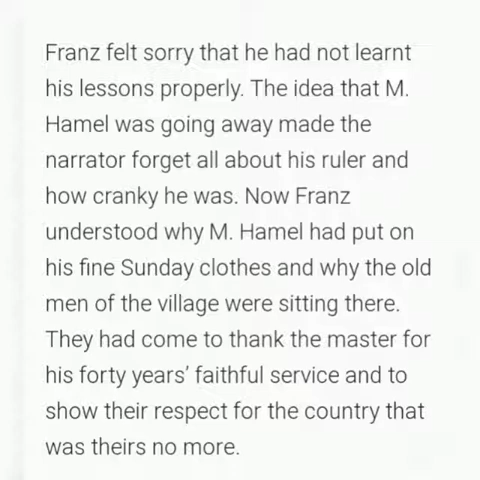 Franz felt sorry that he had not learnt
his lessons properly. The idea that M.
Hamel was going away made the
narrator forget all about his ruler and
how cranky he was. Now Franz
understood why M. Hamel had put on
his fine Sunday clothes and why the old
men of the village were sitting there.
They had come to thank the master for
his forty years’ faithful service and to
show their respect for the country that
was theirs no more.